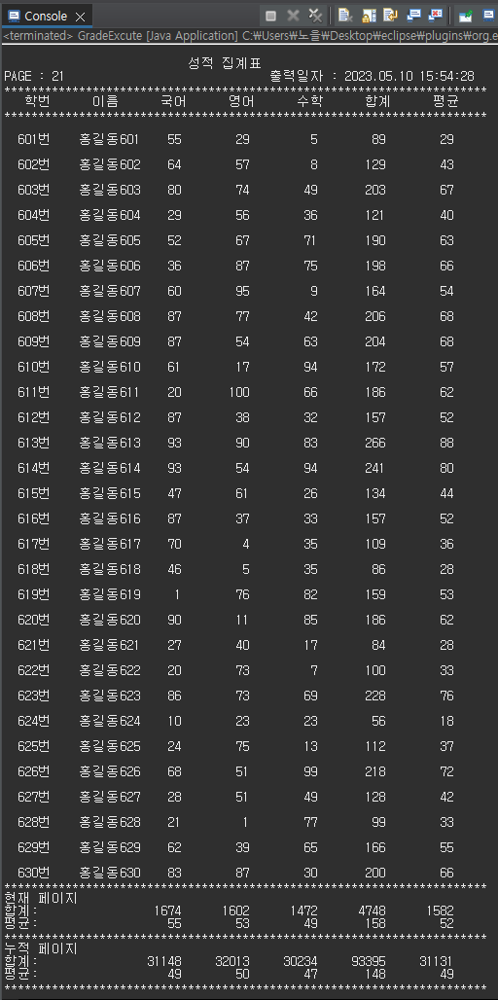 Console
<terminated> GradeExcute [Java Application] C:₩Users₩노을₩Desktop₩eclipse₩plugins₩org.e
성적 집계표
PAGE : 21 출력일자 : 2023.05.10 15:54:28
***********************************************************************
학번 이름 국어 영어 수학 합계 평균
***********************************************************************
601번 홍길동601 55 29 5 89 29
602번 홍길동602 64 57 8 129 43
603번 홍길동603 80 74 49 203 67
604번 홍길동604 29 56 36 121 40
605번 홍길동605 52 67 71 190 63
606번 홍길동606 36 87 75 198 66
607번 홍길동607 60 95 9 164 54
608번 홍길동608 87 77 42 206 68
609번 홍길동609 87 54 63 204 68
610번 홍길동610 61 17 94 172 57
611번 홍길동611 20 100 66 186 62
612번 홍길동612 87 38 32 157 52
613번 홍길동613 93 90 83 266 88
614번 홍길동614 93 54 94 241 80
615번 홍길동615 47 61 26 134 44
616번 홍길동616 87 37 33 157 52
617번 홍길동617 70 4 35 109 36
618번 홍길동618 46 5 35 86 28
619번 홍길동619 1 76 82 159 53
620번 홍길동620 90 11 85 186 62
621번 홍길동621 27 40 17 84 28
622번 홍길동622 20 73 7 100 33
623번 홍길동623 86 73 69 228 76
624번 홍길동624 10 23 23 56 18
625번 홍길동625 24 75 13 112 37
626번 홍길동626 68 51 99 218 72
627번 홍길동627 28 51 49 128 42
628번 홍길동628 21 1 77 99 33
629번 홍길동629 62 39 65 166 55
630번 홍길동630 83 87 30 200 66
***********************************************************************
현재 페이지
합계: 1674 1602 1472 4748 1582
평균: 55 53 49 158 52
***********************************************************************
누적 페이지
합계: 31148 32013 30234 93395 31131
평균: 49 50 47 148 49
***********************************************************************